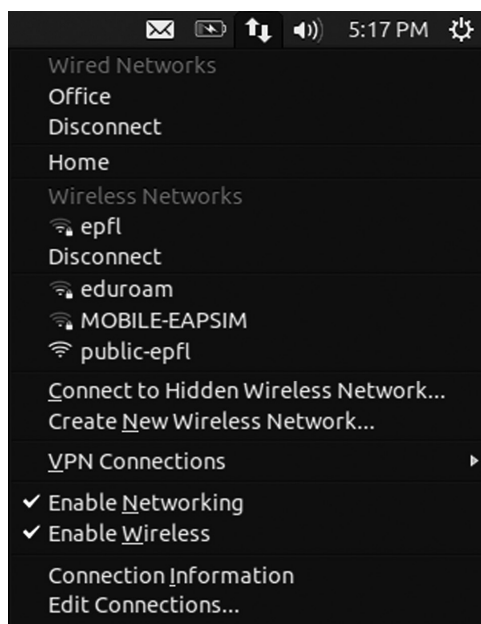 5:17 PM
Wired Networks
Office
Disconnect
Home
Wireless Networks
epfl
Disconnect
eduroam
MOBILE-EAPSIM
public-epfl
Connect to Hidden Wireless Network...
Create New Wireless Network...
VPN Connections
Enable Networking
Enable Wireless
Connection Information
Edit Connections...